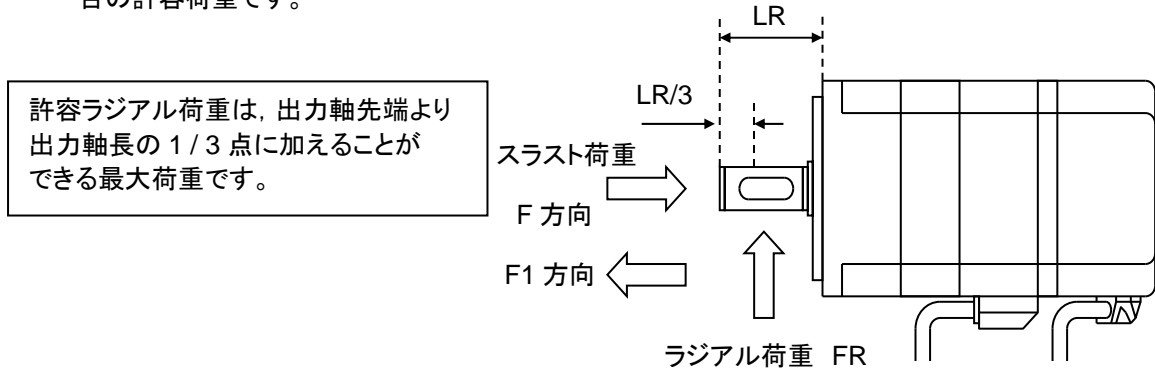 合の許容荷重です。
LR
LR/3
許容ラジアル荷重は，出力軸先端より
出力軸長の 1 / 3 点に加えることが
できる最大荷重です。
スラスト荷重
F 方向
F1 方向
ラジアル荷重 FR